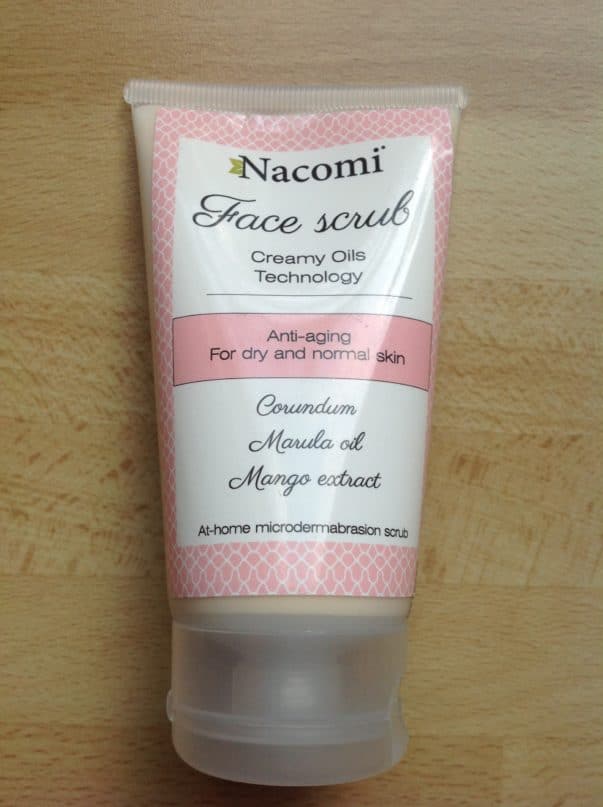 Nacomi
Face scrub
Creamy Oils
Technology
Anti-aging
For dry and normal skin
Corundum
Marula oil
Mango extract
At-home microdermabrasion scrub